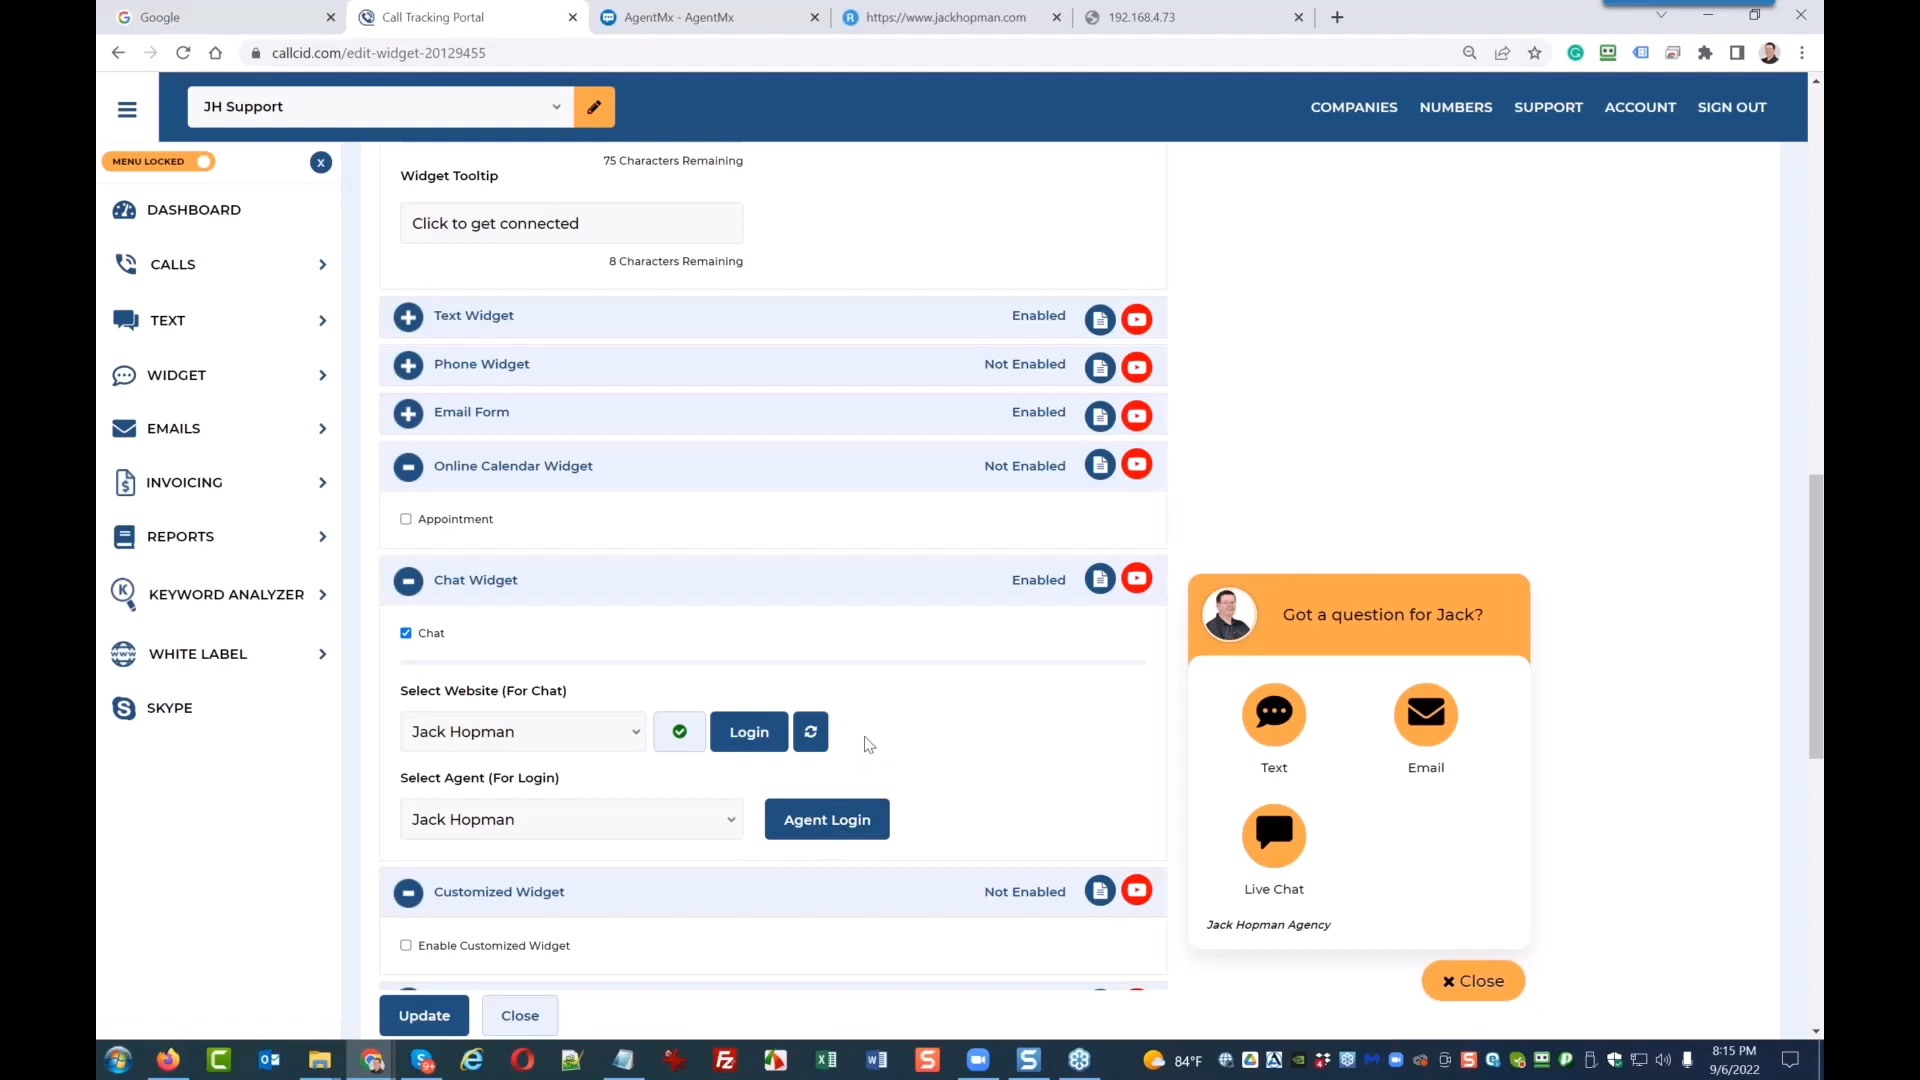 Google
Call Tracking Portal
AgentMx - AgentMx
https://www.jackhopman.com
192.168.4.73
callcid.com/edit-widget-20129455
JH Support
COMPANIES NUMBERS SUPPORT ACCOUNT SIGN OUT
MENU LOCKED
x
DASHBOARD
CALLS
TEXT
WIDGET
EMAILS
INVOICING
REPORTS
KEYWORD ANALYZER
WHITE LABEL
SKYPE
75 Characters Remaining
Widget Tooltip
Click to get connected
8 Characters Remaining
Text Widget Enabled
Phone Widget Not Enabled
Email Form Enabled
Online Calendar Widget Not Enabled
Appointment
Chat Widget Enabled
Chat
Select Website (For Chat)
Jack Hopman Login
Select Agent (For Login)
Jack Hopman Agent Login
Customized Widget Not Enabled
Enable Customized Widget
Update Close
Got a question for Jack?
Text Email
Live Chat
Jack Hopman Agency
Close
84°F
8:15 PM
9/6/2022